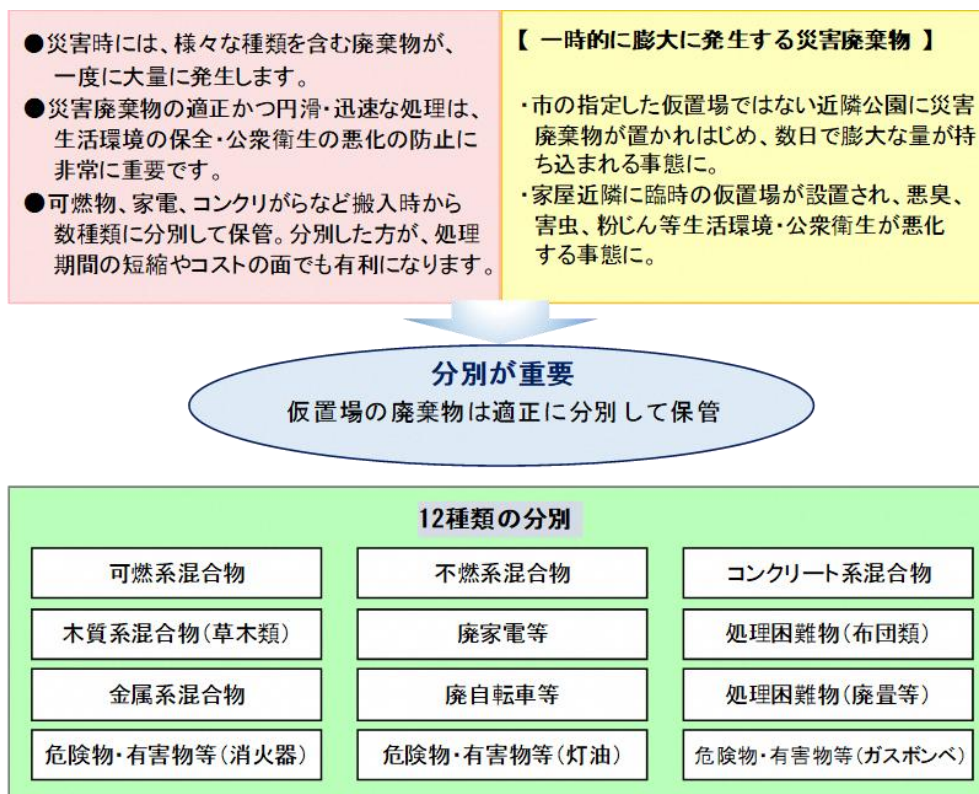 ●災害時には、様々な種類を含む廃棄物が、
一度に大量に発生します。
●災害廃棄物の適正かつ円滑・迅速な処理は、
生活環境の保全・公衆衛生の悪化の防止に
非常に重要です。
●可燃物、家電、コンクリがらなど搬入時から
数種類に分別して保管。分別した方が、処理
期間の短縮やコストの面でも有利になります。
【 一時的に膨大に発生する災害廃棄物 】
・市の指定した仮置場ではない近隣公園に災害
廃棄物が置かれはじめ、数日で膨大な量が持
ち込まれる事態に。
・家屋近隣に臨時の仮置場が設置され、悪臭、
害虫、粉じん等生活環境・公衆衛生が悪化
する事態に。
分別が重要
仮置場の廃棄物は適正に分別して保管
12種類の分別
可燃系混合物
不燃系混合物
コンクリート系混合物
木質系混合物(草木類)
廃家電等
処理困難物(布団類)
金属系混合物
廃自転車等
処理困難物(廃畳等)
危険物・有害物等(消火器)
危険物・有害物等(灯油)
危険物・有害物等(ガスボンベ)